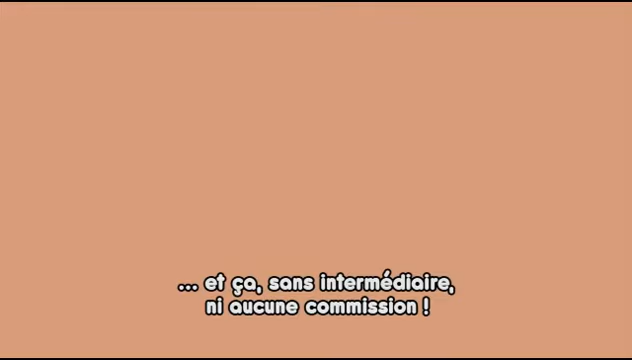 ... et ça, sans intermédiaire,
ni aucune commission !